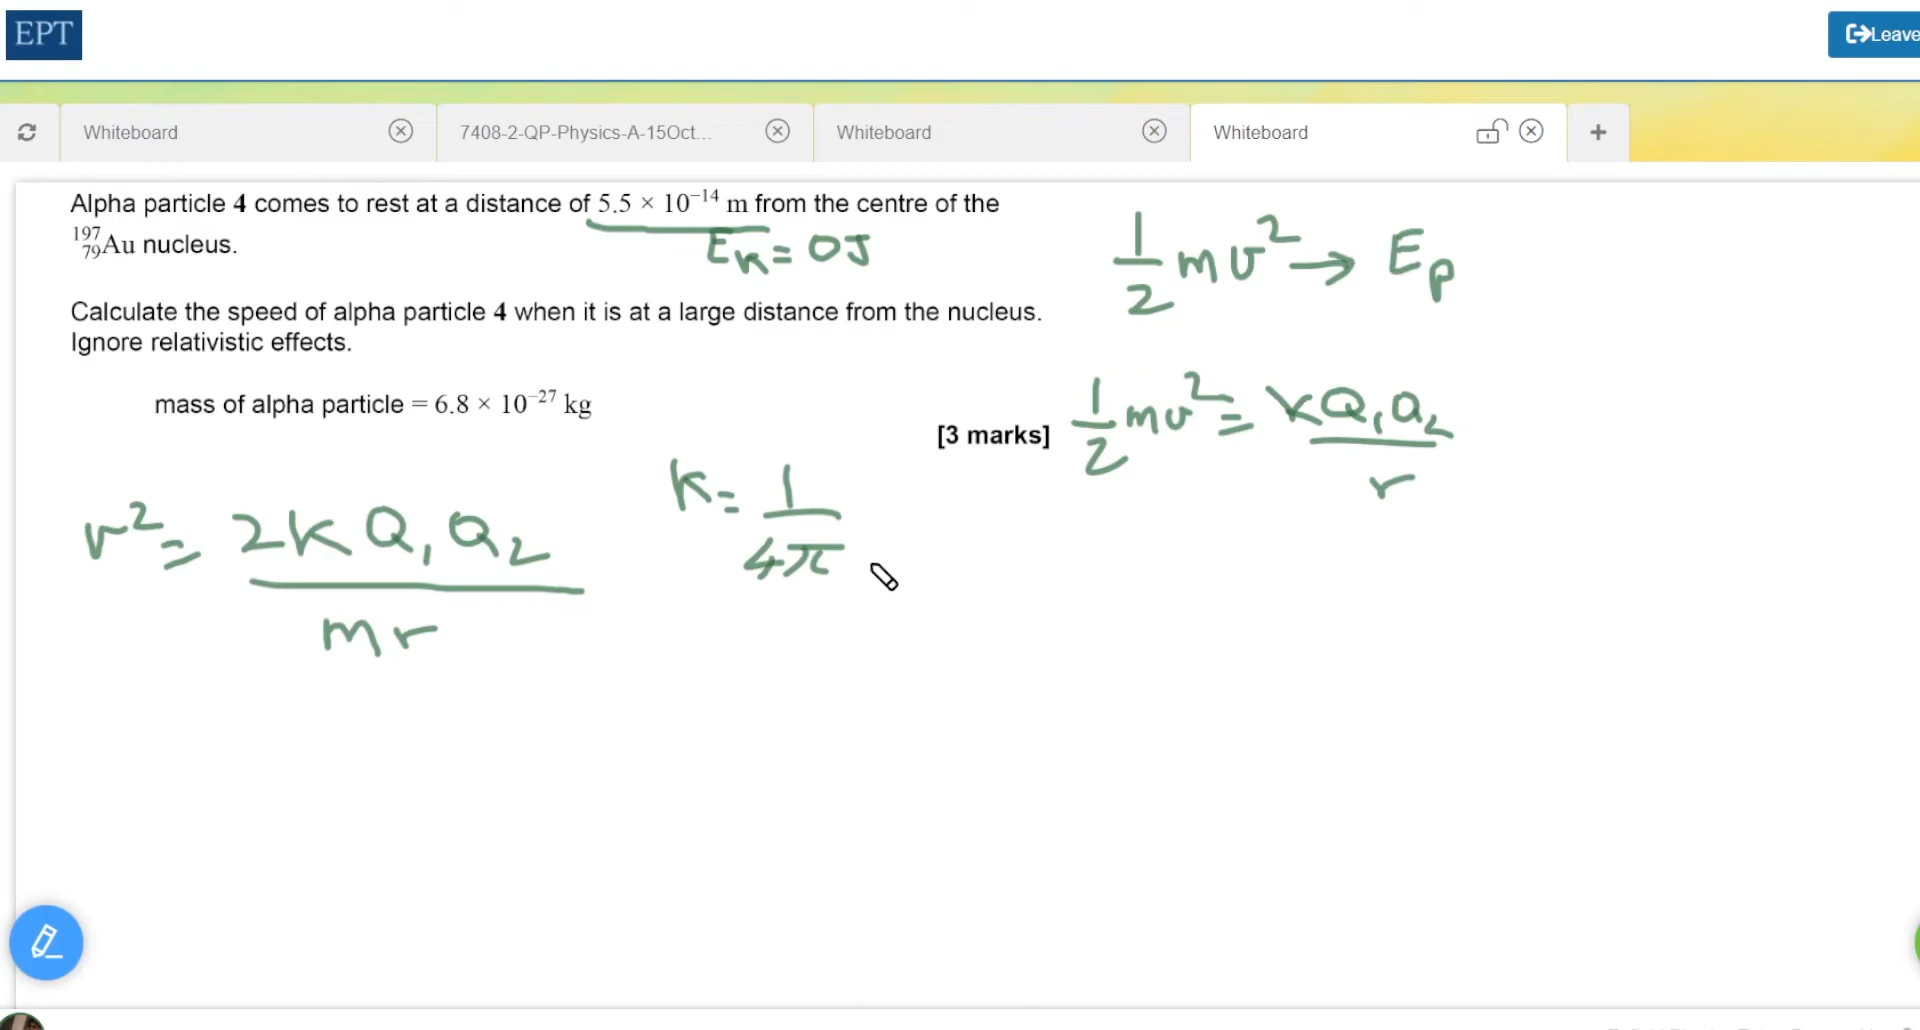 EPT
Leave
Whiteboard
7408-2-QP-Physics-A-15Oct...
Whiteboard
Whiteboard
Alpha particle 4 comes to rest at a distance of 5.5 × 10⁻¹⁴ m from the centre of the
¹⁹⁷₇₉Au nucleus.
E_K = 0J
½mv² → E_p
Calculate the speed of alpha particle 4 when it is at a large distance from the nucleus.
Ignore relativistic effects.
mass of alpha particle = 6.8 × 10⁻²⁷ kg
[3 marks]
½mv² = KQ₁Q₂/r
v² = 2KQ₁Q₂/mr
K = 1/4π